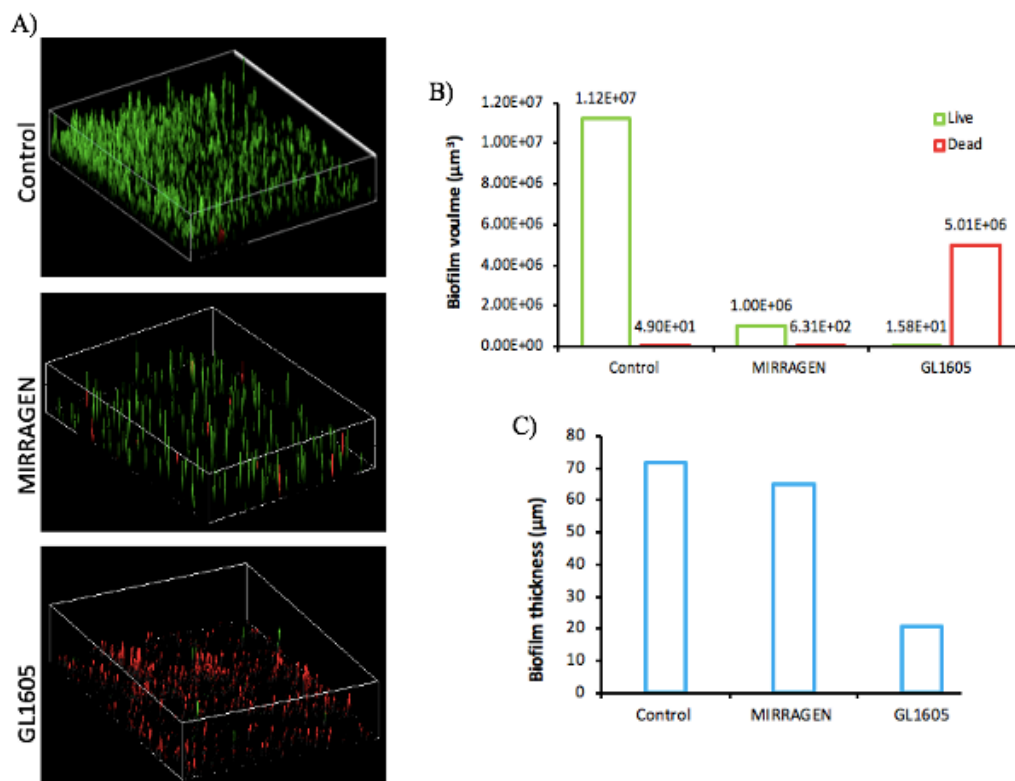 A)
Control
MIRRAGEN
GL1605
B)
Biofilm voulme (µm³)
1.20E+07
1.00E+07
8.00E+06
6.00E+06
4.00E+06
2.00E+06
0.00E+00
1.12E+07
4.90E+01
1.00E+06
6.31E+02
1.58E+01
5.01E+06
Live
Dead
Control MIRRAGEN GL1605
C)
Biofilm thickness (µm)
80
70
60
50
40
30
20
10
0
Control MIRRAGEN GL1605